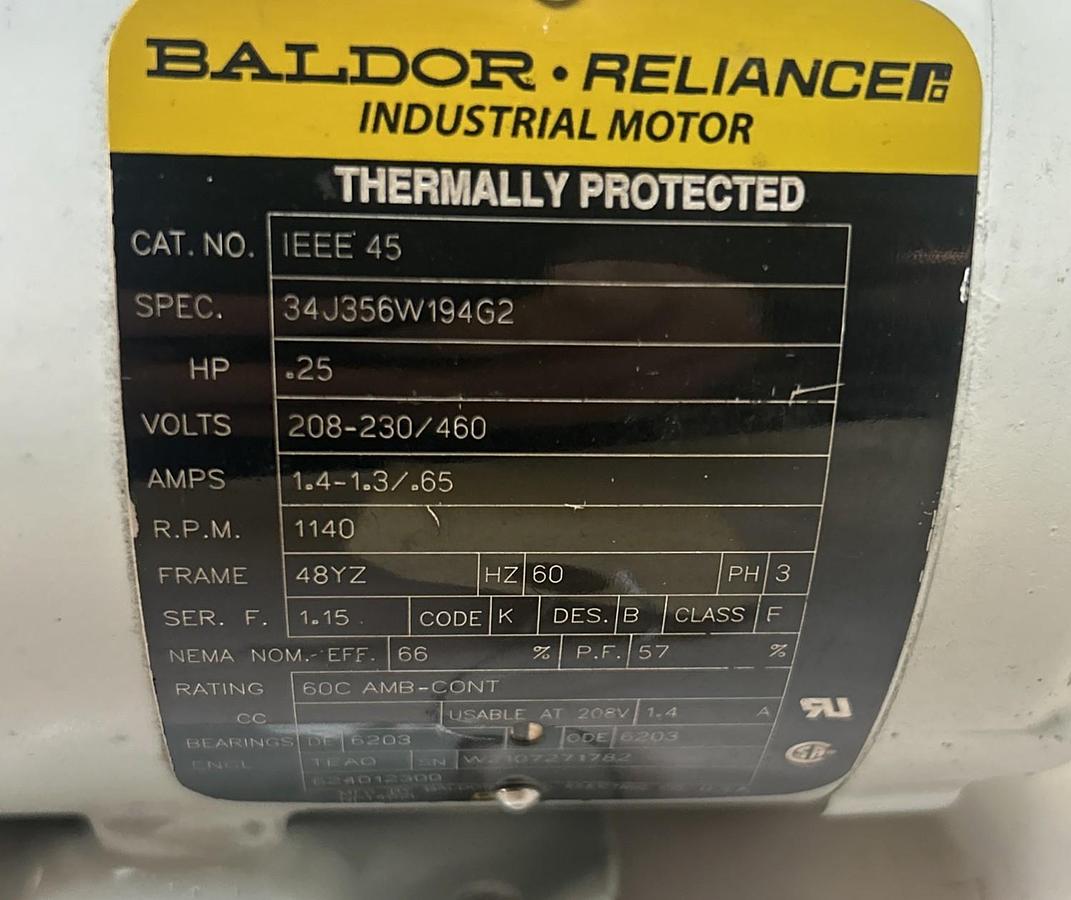 BALDOR • RELIANCE
INDUSTRIAL MOTOR
THERMALLY PROTECTED
CAT. NO. IEEE 45
SPEC. 34J356W194G2
HP .25
VOLTS 208-230/460
AMPS 1.4-1.3/.65
R.P.M. 1140
FRAME 48YZ HZ 60 PH 3
SER. F. 1.15 CODE K DES. B CLASS F
NEMA NOM. EFF. 66 % P.F. 57 %
RATING 60C AMB-CONT
CC USABLE AT 208V 1.4 A
BEARINGS DE 6203 ODE 6203
ENCL TEAO SN W2107271782
624012300